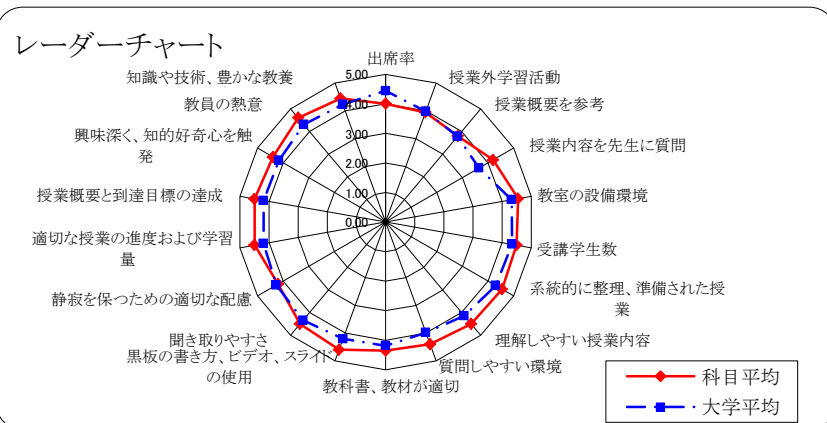 レーダーチャート
出席率
授業外学習活動
授業概要を参考
授業内容を先生に質問
教室の設備環境
受講学生数
系統的に整理、準備された授
業
理解しやすい授業内容
質問しやすい環境
教科書、教材が適切
黒板の書き方、ビデオ、スライド
の使用
聞き取りやすさ
静寂を保つための適切な配慮
適切な授業の進度および学習
量
授業概要と到達目標の達成
興味深く、知的好奇心を触
発
教員の熱意
知識や技術、豊かな教養
5.00
4.00
3.00
2.00
1.00
0.00
科目平均
大学平均